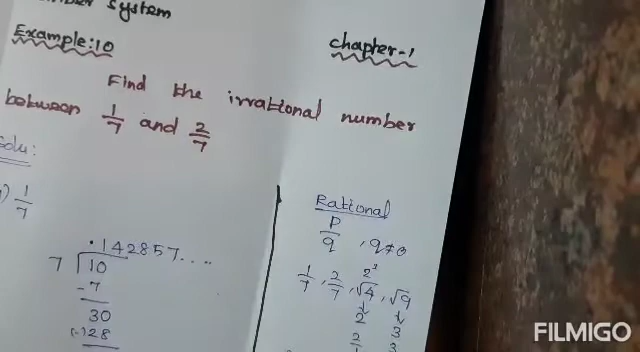 System
Example:10
chapter-1
Find the irrational number
between 1/7 and 2/7
Solu:
1/7
.142857....
7 10
-7
30
-28
Rational
P/q , q≠0
1/7, 2/7, √4, √9
2 3
FILMIGO